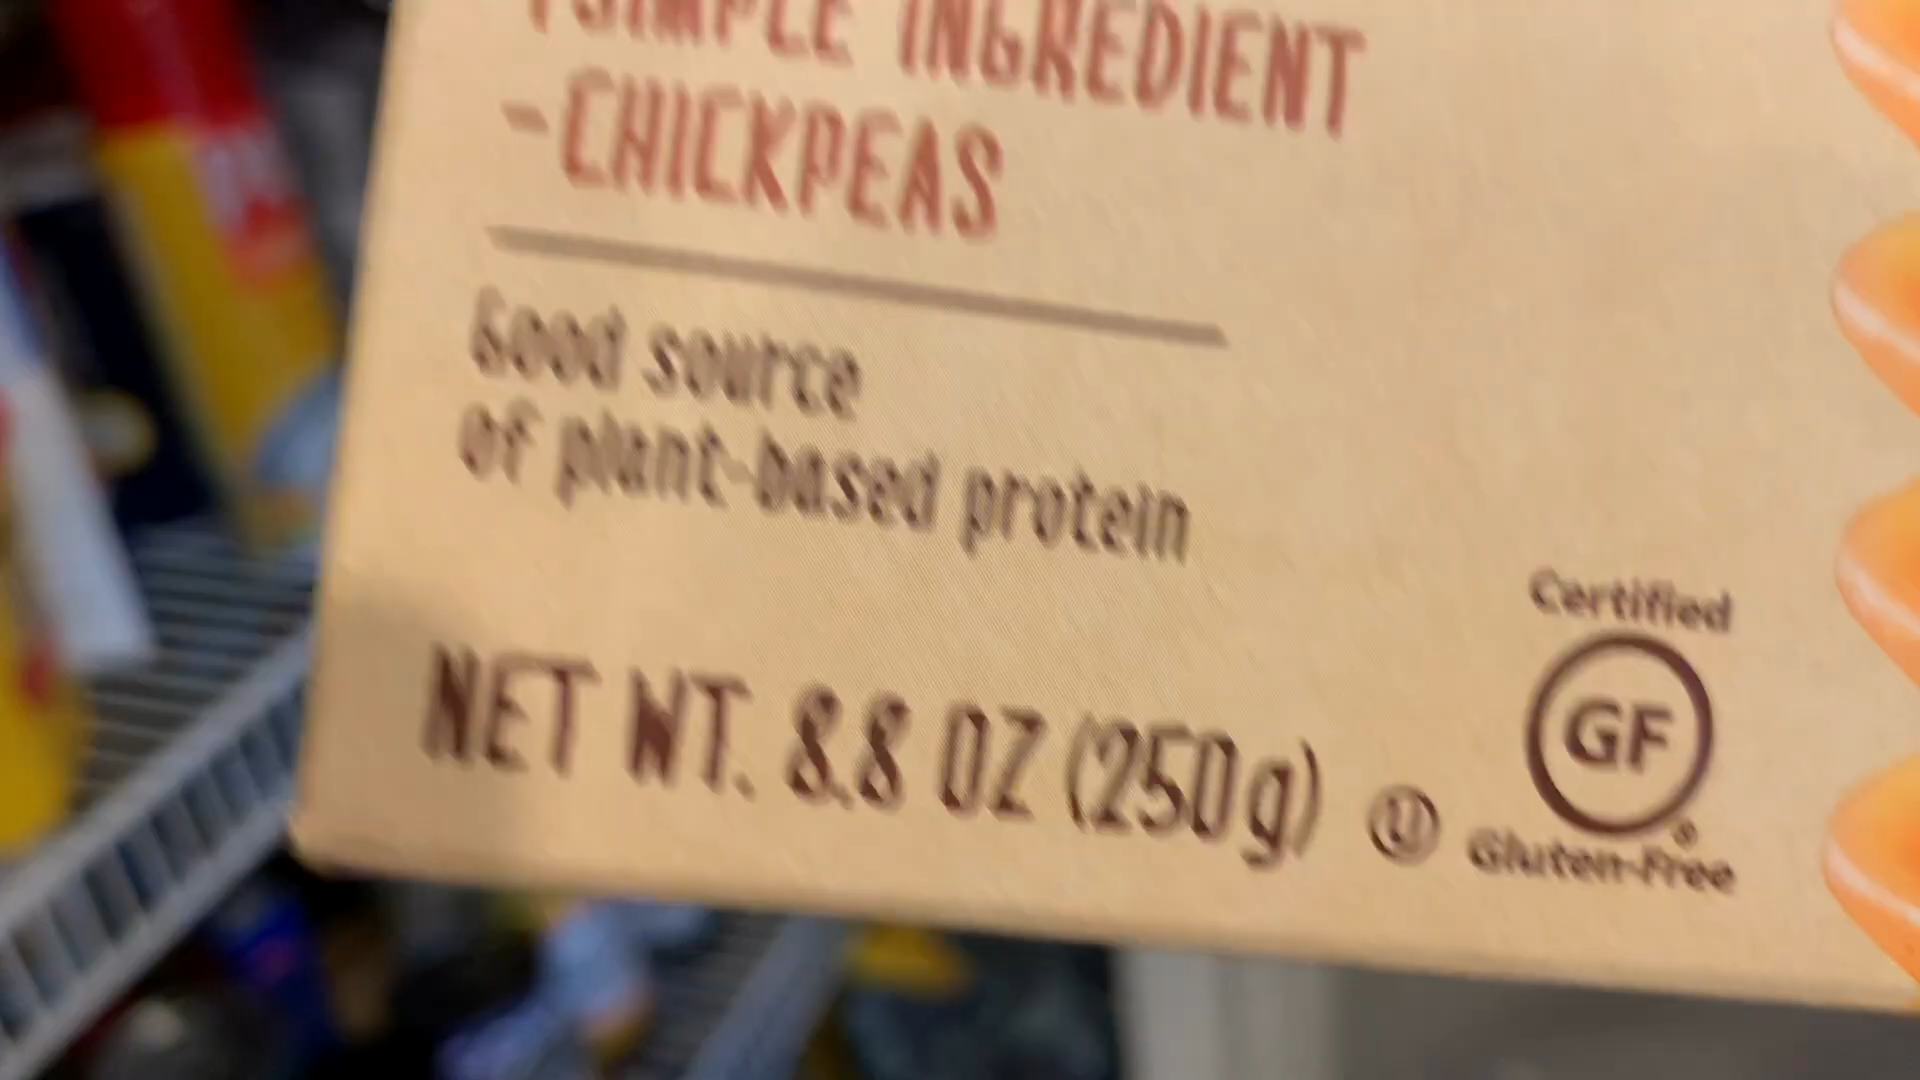 1 SIMPLE INGREDIENT
-CHICKPEAS
Good source
of plant-based protein
NET WT. 8.8 OZ (250g)
U
Certified
GF
Gluten-Free